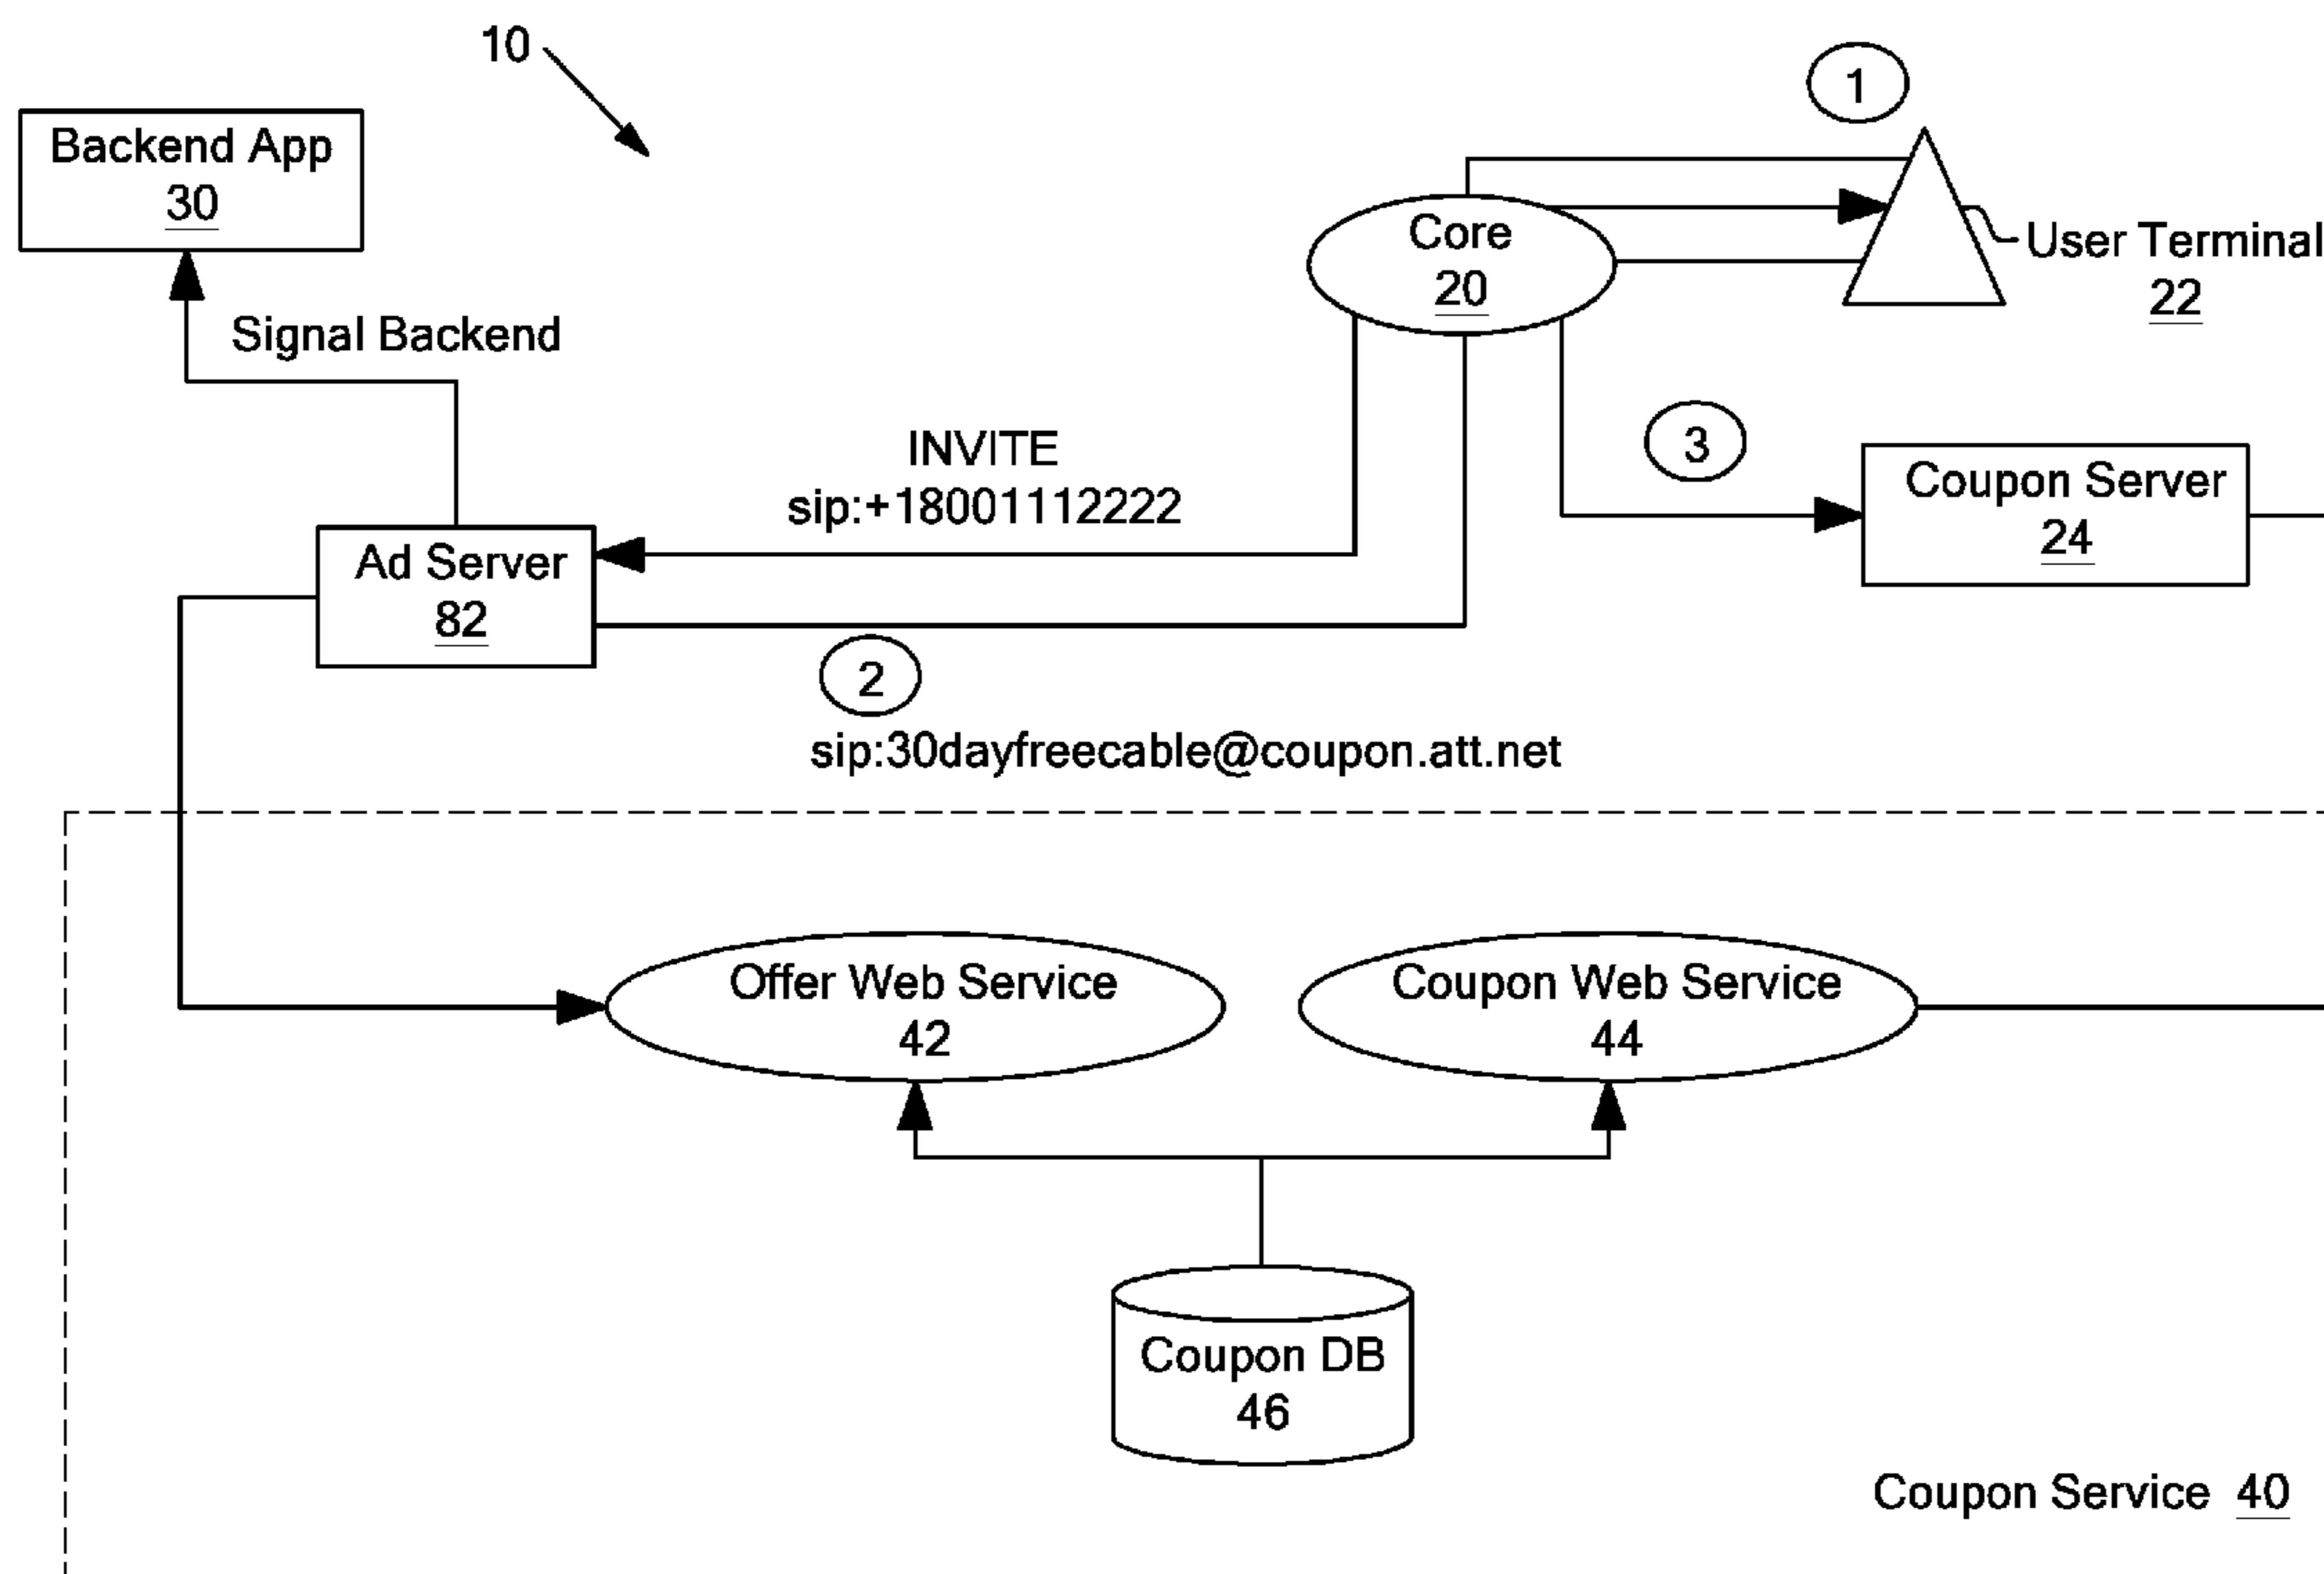 10
1
Backend App
30
Core
20
User Terminal
22
Signal Backend
INVITE
sip:+18001112222
3
Coupon Server
24
Ad Server
82
2
sip:30dayfreecable@coupon.att.net
Offer Web Service
42
Coupon Web Service
44
Coupon DB
46
Coupon Service 40